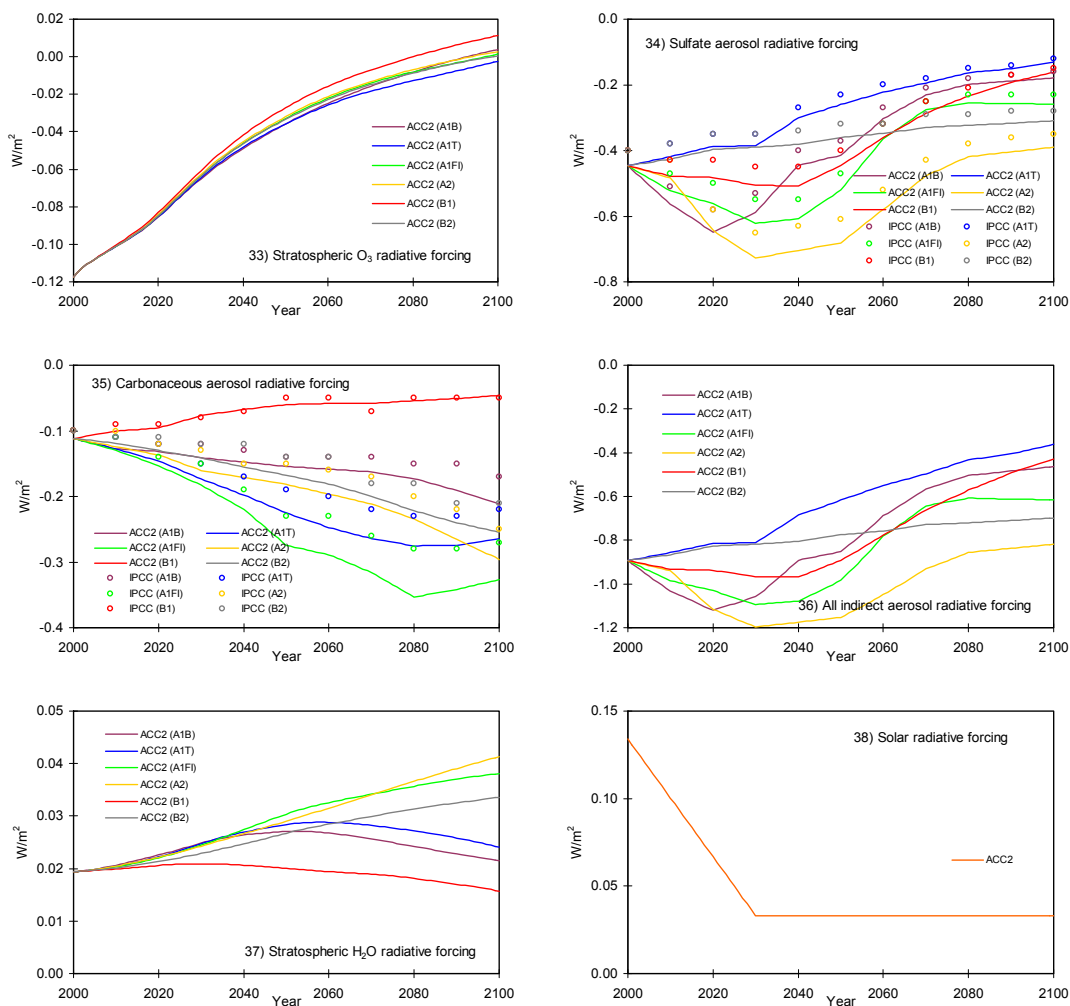 0.02
0.00
-0.02
-0.04
-0.06
-0.08
-0.10
-0.12
W/m²
ACC2 (A1B)
ACC2 (A1T)
ACC2 (A1FI)
ACC2 (A2)
ACC2 (B1)
ACC2 (B2)
33) Stratospheric O₃ radiative forcing
2000 2020 2040 2060 2080 2100
Year
0.0
-0.2
-0.4
-0.6
-0.8
W/m²
34) Sulfate aerosol radiative forcing
ACC2 (A1B) ACC2 (A1T)
ACC2 (A1FI) ACC2 (A2)
ACC2 (B1) ACC2 (B2)
IPCC (A1B) IPCC (A1T)
IPCC (A1FI) IPCC (A2)
IPCC (B1) IPCC (B2)
2000 2020 2040 2060 2080 2100
Year
0.0
-0.1
-0.2
-0.3
-0.4
W/m²
35) Carbonaceous aerosol radiative forcing
ACC2 (A1B) ACC2 (A1T)
ACC2 (A1FI) ACC2 (A2)
ACC2 (B1) ACC2 (B2)
IPCC (A1B) IPCC (A1T)
IPCC (A1FI) IPCC (A2)
IPCC (B1) IPCC (B2)
2000 2020 2040 2060 2080 2100
Year
0.0
-0.2
-0.4
-0.6
-0.8
-1.0
-1.2
W/m²
ACC2 (A1B)
ACC2 (A1T)
ACC2 (A1FI)
ACC2 (A2)
ACC2 (B1)
ACC2 (B2)
36) All indirect aerosol radiative forcing
2000 2020 2040 2060 2080 2100
Year
0.05
0.04
0.03
0.02
0.01
0.00
W/m²
ACC2 (A1B)
ACC2 (A1T)
ACC2 (A1FI)
ACC2 (A2)
ACC2 (B1)
ACC2 (B2)
37) Stratospheric H₂O radiative forcing
2000 2020 2040 2060 2080 2100
Year
0.15
0.10
0.05
0.00
W/m²
38) Solar radiative forcing
ACC2
2000 2020 2040 2060 2080 2100
Year